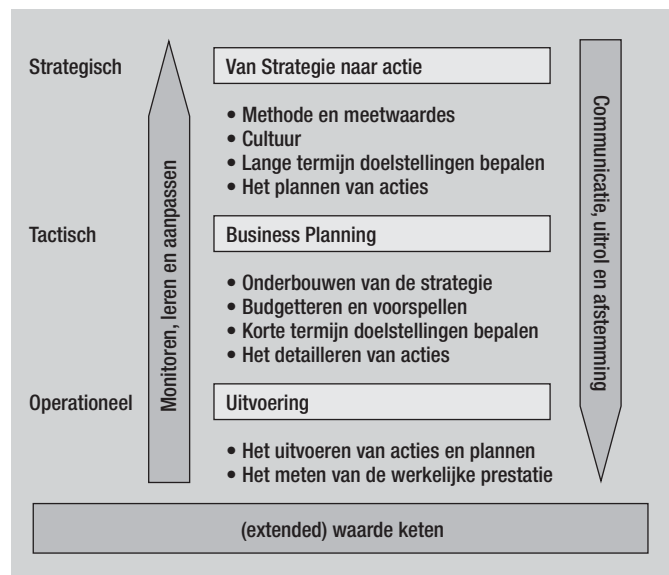 Strategisch
Van Strategie naar actie
• Methode en meetwaardes
• Cultuur
• Lange termijn doelstellingen bepalen
• Het plannen van acties
Tactisch
Business Planning
• Onderbouwen van de strategie
• Budgetteren en voorspellen
• Korte termijn doelstellingen bepalen
• Het detailleren van acties
Operationeel
Uitvoering
• Het uitvoeren van acties en plannen
• Het meten van de werkelijke prestatie
Monitoren, leren en aanpassen
Communicatie, uitrol en afstemming
(extended) waarde keten